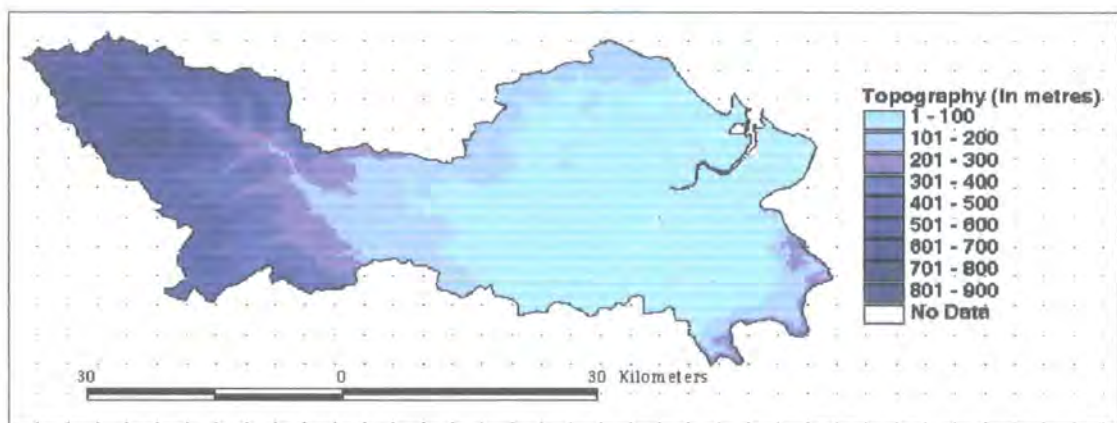 Topography (In metres)
1 - 100
101 - 200
201 - 300
301 - 400
401 - 500
501 - 600
601 - 700
701 - 800
801 - 900
No Data
30 0 30 Kilometers